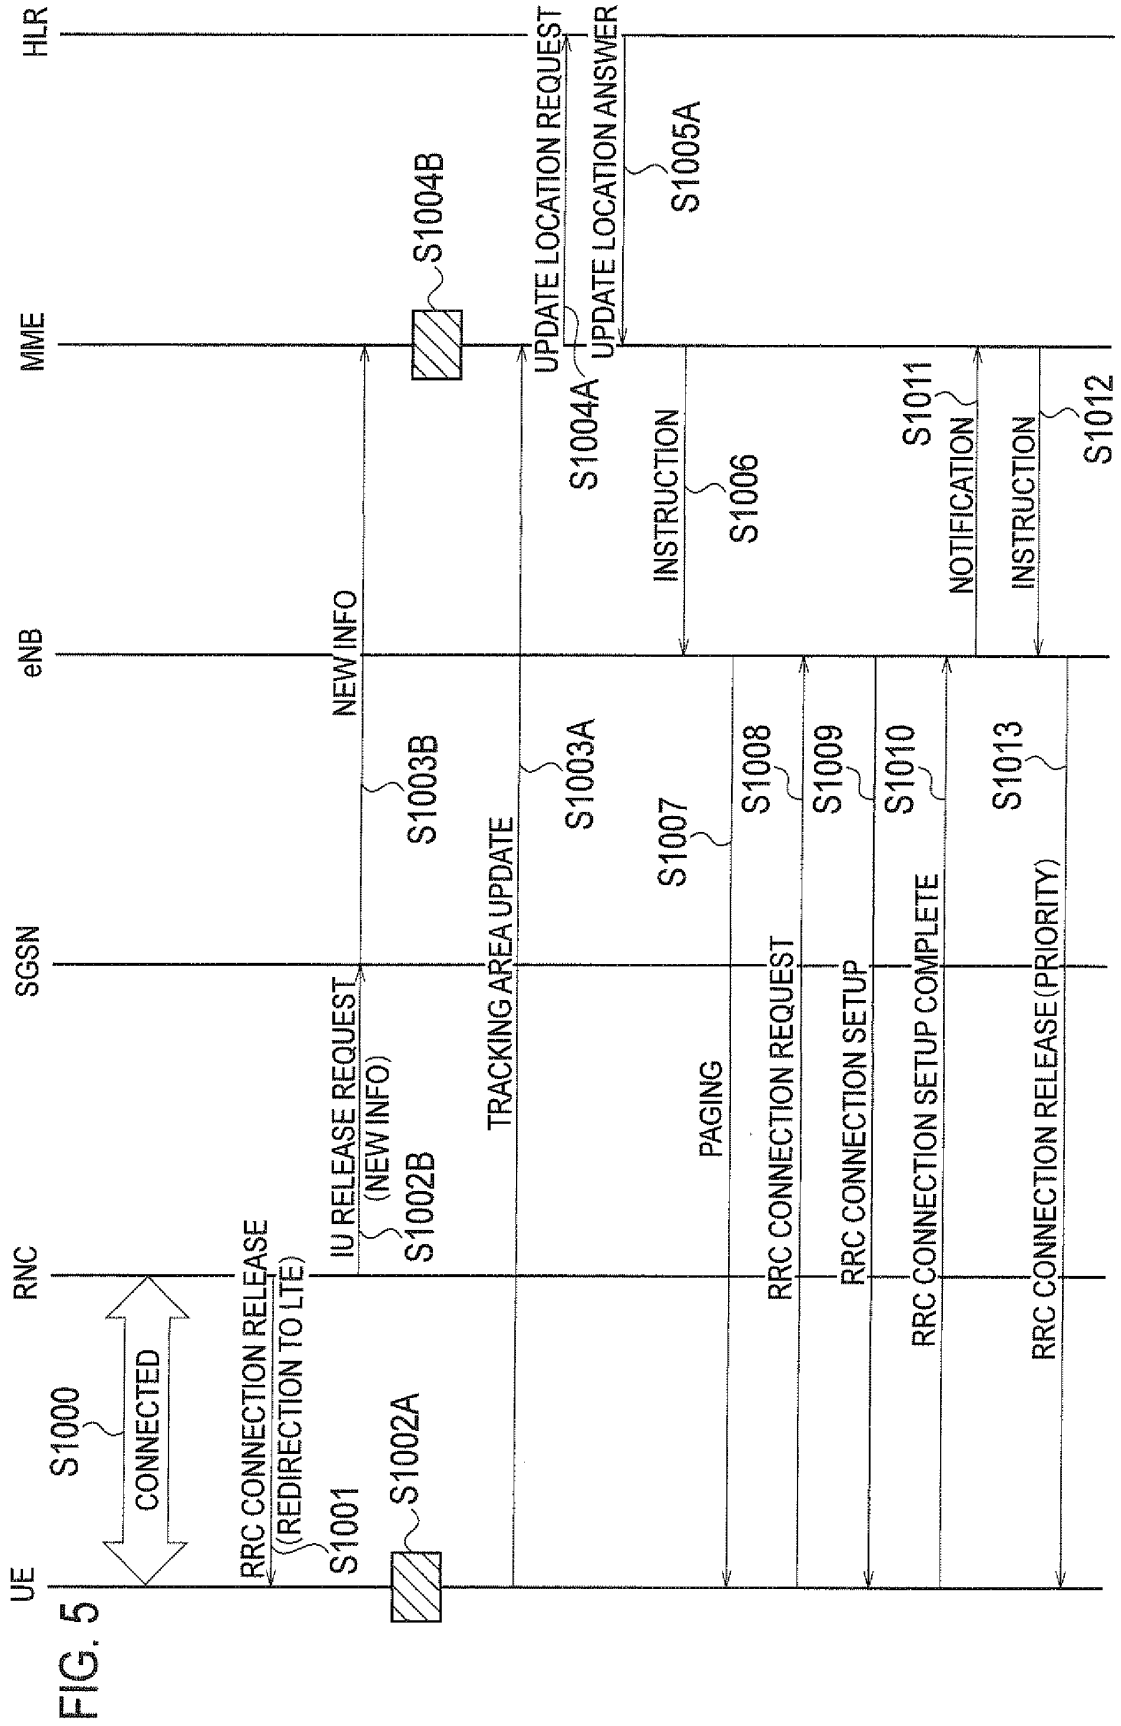 FIG. 5
UE
RNC
SGSN
eNB
MME
HLR
S1000
CONNECTED
RRC CONNECTION RELEASE
(REDIRECTION TO LTE)
S1001
IU RELEASE REQUEST
(NEW INFO)
S1002B
NEW INFO
S1003B
S1002A
S1004B
TRACKING AREA UPDATE
S1003A
UPDATE LOCATION REQUEST
S1004A
UPDATE LOCATION ANSWER
S1005A
INSTRUCTION
S1006
PAGING
S1007
RRC CONNECTION REQUEST
S1008
RRC CONNECTION SETUP
S1009
RRC CONNECTION SETUP COMPLETE
S1010
NOTIFICATION
S1011
INSTRUCTION
S1012
RRC CONNECTION RELEASE (PRIORITY)
S1013